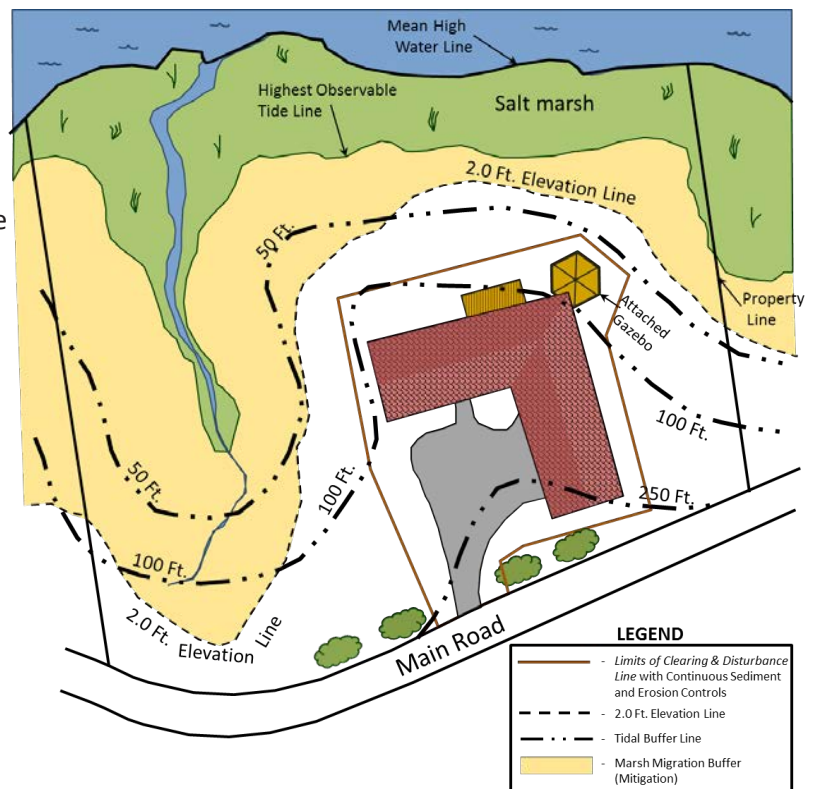 Mean High
Water Line
Highest Observable
Tide Line
Salt marsh
2.0 Ft. Elevation Line
e
50 Ft.
Property
Line
Attached
Gazebo
100 Ft.
50 Ft.
100 Ft.
250 Ft.
100 Ft.
2.0 Ft. Elevation Line
Main Road
LEGEND
- Limits of Clearing & Disturbance
Line with Continuous Sediment
and Erosion Controls
- 2.0 Ft. Elevation Line
- Tidal Buffer Line
- Marsh Migration Buffer
(Mitigation)